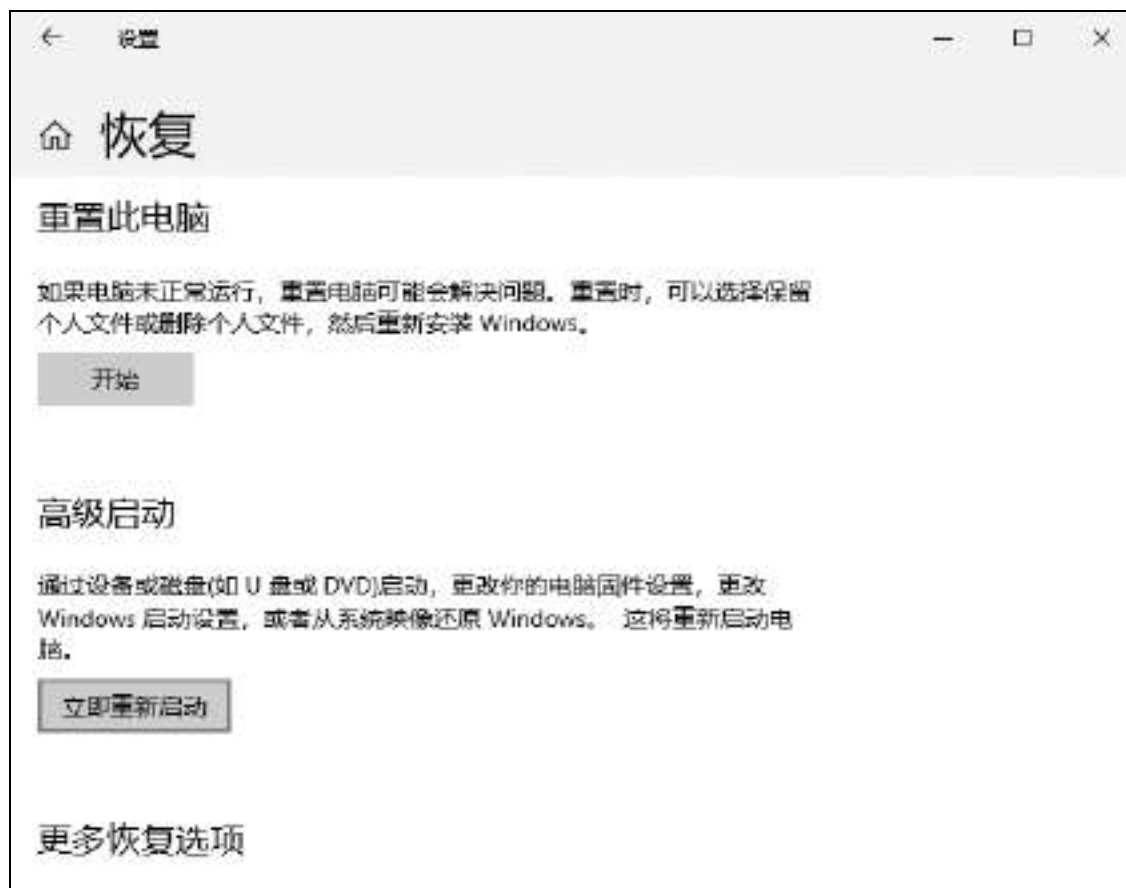 设置
恢复
重置此电脑
如果电脑未正常运行，重置电脑可能会解决问题。重置时，可以选择保留
个人文件或删除个人文件，然后重新安装 Windows。
开始
高级启动
通过设备或磁盘(如 U 盘或 DVD)启动，更改你的电脑固件设置，更改
Windows 启动设置，或者从系统映像还原 Windows。 这将重新启动电
脑。
立即重新启动
更多恢复选项